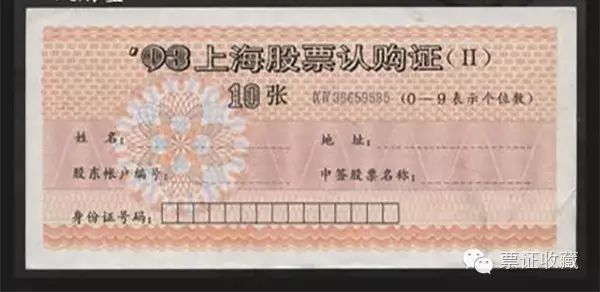 '93上海股票认购证(II)
10张 36659585 (0—9表示个位数)
姓名: 地址:
股东帐户编号: 中签股票名称:
身份证号码:
票证收藏